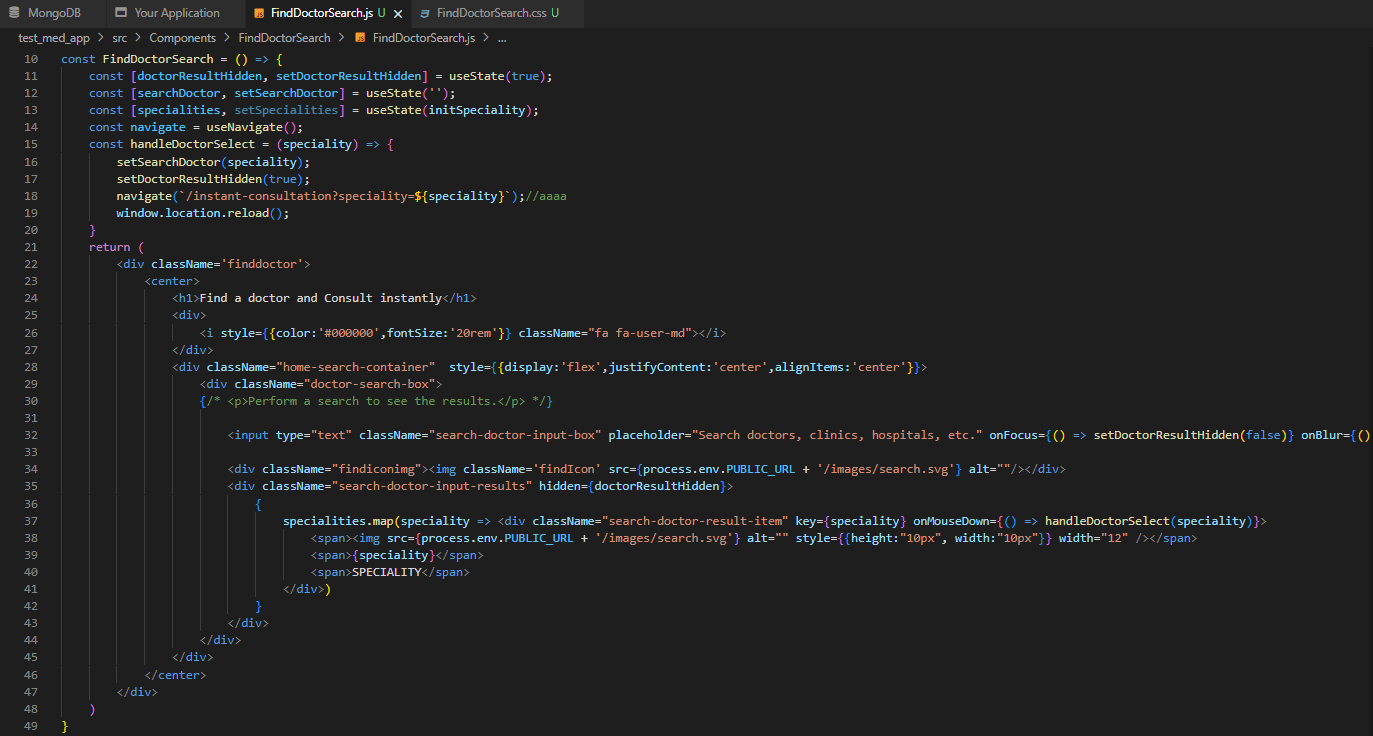 MongoDB Your Application FindDoctorSearch.js U × FindDoctorSearch.css U
test_med_app > src > Components > FindDoctorSearch > FindDoctorSearch.js > ...
10 const FindDoctorSearch = () => {
11 const [doctorResultHidden, setDoctorResultHidden] = useState(true);
12 const [searchDoctor, setSearchDoctor] = useState('');
13 const [specialities, setSpecialities] = useState(initSpeciality);
14 const navigate = useNavigate();
15 const handleDoctorSelect = (speciality) => {
16 setSearchDoctor(speciality);
17 setDoctorResultHidden(true);
18 navigate(`/instant-consultation?speciality=${speciality}`);//aaaa
19 window.location.reload();
20 }
21 return (
22 <div className='finddoctor'>
23 <center>
24 <h1>Find a doctor and Consult instantly</h1>
25 <div>
26 <i style={{color:'#000000',fontSize:'20rem'}} className="fa fa-user-md"></i>
27 </div>
28 <div className="home-search-container" style={{display:'flex',justifyContent:'center',alignItems:'center'}}>
29 <div className="doctor-search-box">
30 {/* <p>Perform a search to see the results.</p> */}
31
32 <input type="text" className="search-doctor-input-box" placeholder="Search doctors, clinics, hospitals, etc." onFocus={() => setDoctorResultHidden(false)} onBlur={()
33
34 <div className="findiconimg"><img className='findIcon' src={process.env.PUBLIC_URL + '/images/search.svg'} alt=""/></div>
35 <div className="search-doctor-input-results" hidden={doctorResultHidden}>
36 {
37 specialities.map(speciality => <div className="search-doctor-result-item" key={speciality} onMouseDown={() => handleDoctorSelect(speciality)}>
38 <span><img src={process.env.PUBLIC_URL + '/images/search.svg'} alt="" style={{height:"10px", width:"10px"}} width="12" /></span>
39 <span>{speciality}</span>
40 <span>SPECIALITY</span>
41 </div>)
42 }
43 </div>
44 </div>
45 </div>
46 </center>
47 </div>
48 )
49 }